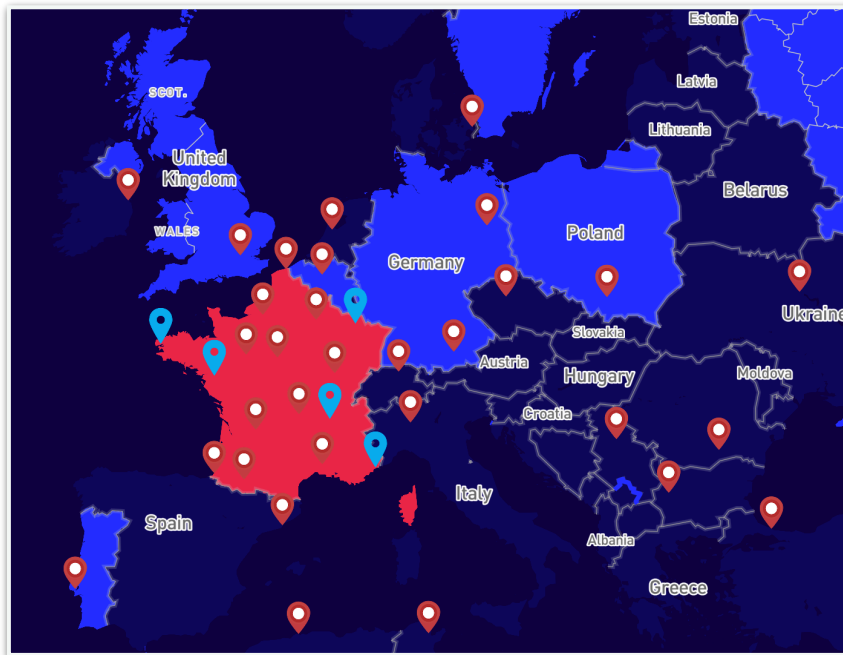 Estonia
Latvia
SCOT.
Lithuania
United
Kingdom
Belarus
WALES
Poland
Germany
Ukraine
Slovakia
Austria
Moldova
Hungary
Croatia
Italy
Spain
Albania
Greece